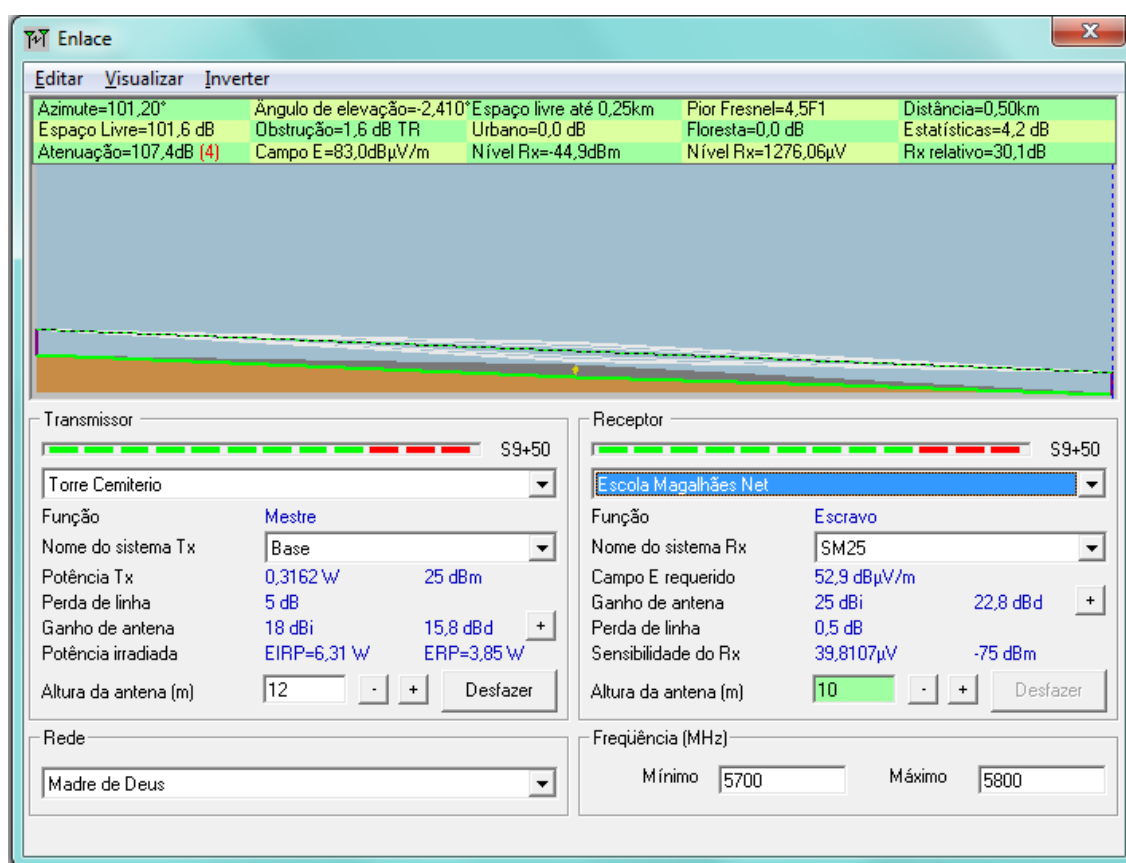 Enlace
X
Editar Visualizar Inverter
Azimute=101,20° Ângulo de elevação=-2,410° Espaço livre até 0,25km Pior Fresnel=4,5F1 Distância=0,50km
Espaço Livre=101,6 dB Obstrução=1,6 dB TR Urbano=0,0 dB Floresta=0,0 dB Estatísticas=4,2 dB
Atenuação=107,4dB (4) Campo E=83,0dBµV/m Nível Rx=-44,9dBm Nível Rx=1276,06µV Rx relativo=30,1dB
Transmissor
S9+50
Torre Cemiterio
Função Mestre
Nome do sistema Tx Base
Potência Tx 0,3162 W 25 dBm
Perda de linha 5 dB
Ganho de antena 18 dBi 15,8 dBd +
Potência irradiada EIRP=6,31 W ERP=3,85 W
Altura da antena (m) 12 - + Desfazer
Receptor
S9+50
Escola Magalhães Net
Função Escravo
Nome do sistema Rx SM25
Campo E requerido 52,9 dBµV/m
Ganho de antena 25 dBi 22,8 dBd +
Perda de linha 0,5 dB
Sensibilidade do Rx 39,8107µV -75 dBm
Altura da antena (m) 10 - + Desfazer
Rede
Madre de Deus
Freqüência (MHz)
Mínimo 5700 Máximo 5800